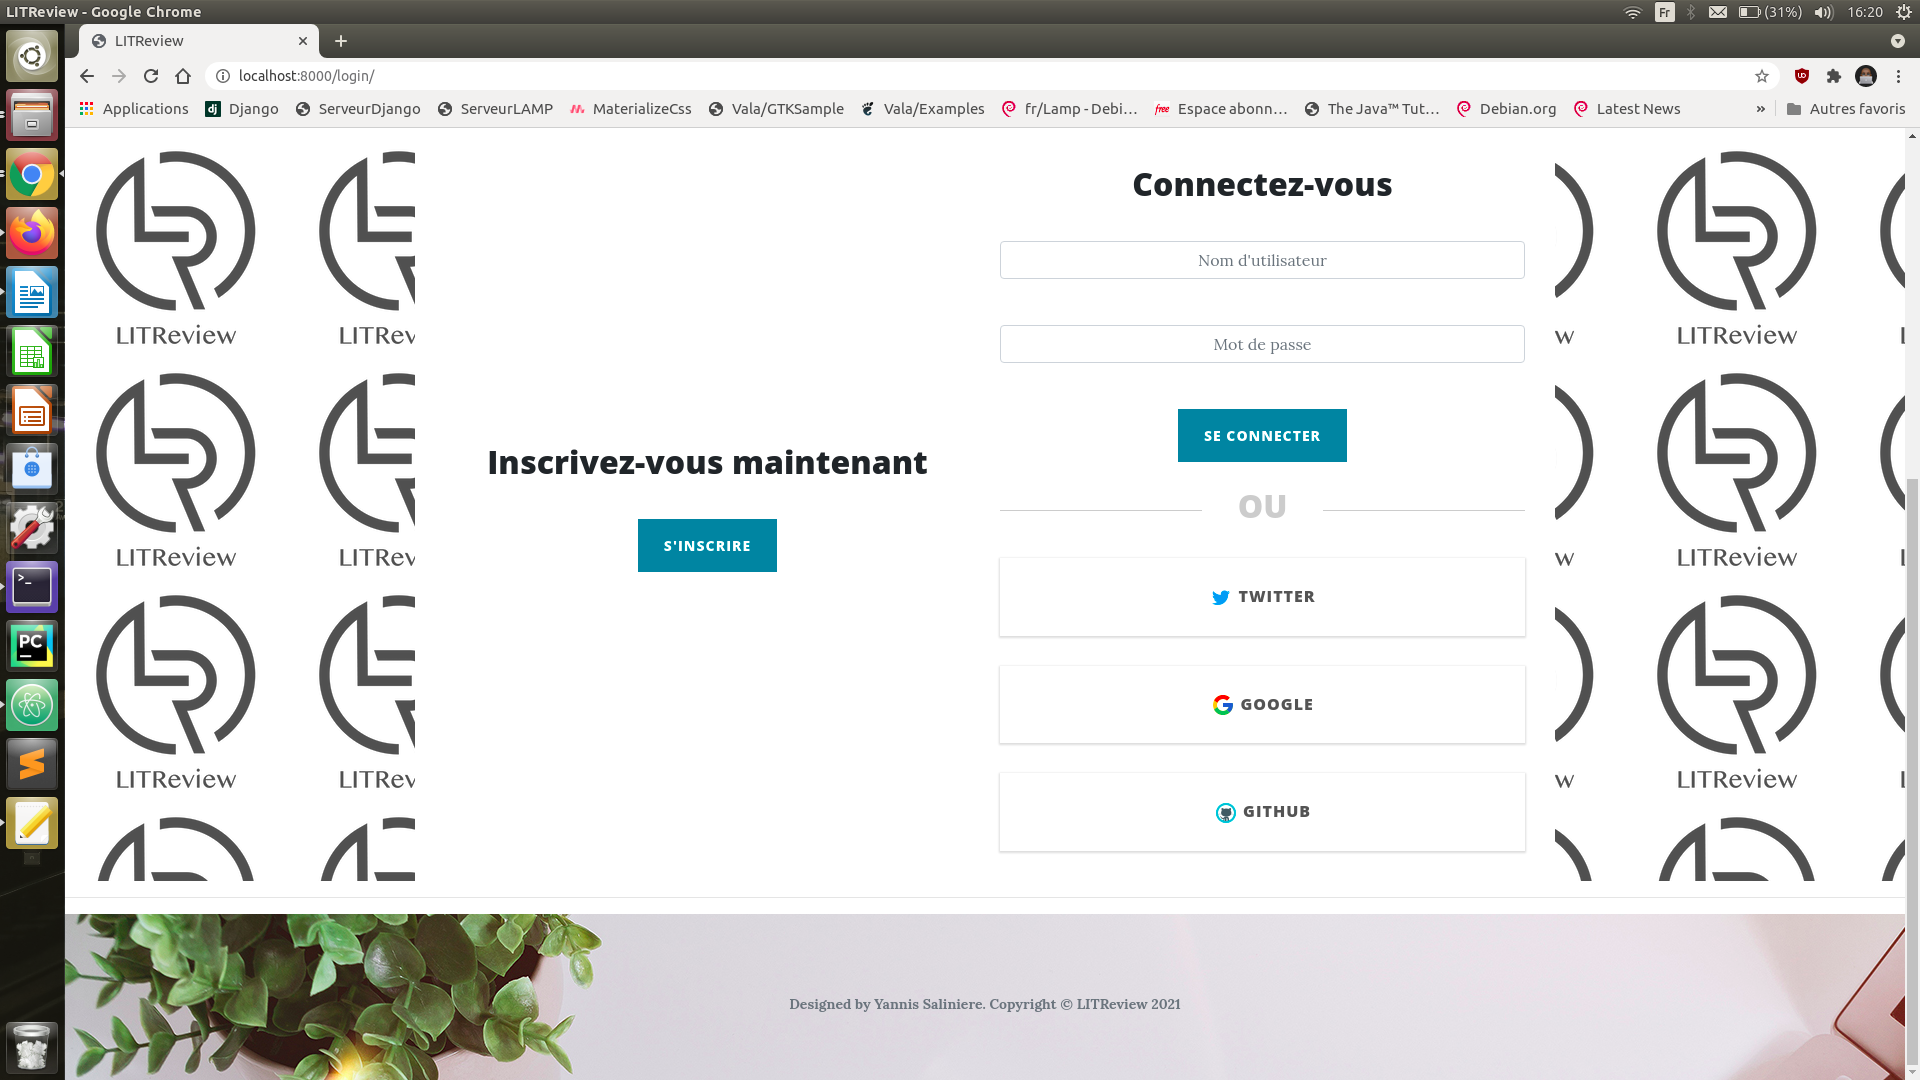 LITReview - Google Chrome
Fr
(31%)
16:20
LITReview
localhost:8000/login/
Applications
Django
ServeurDjango
ServeurLAMP
MaterializeCss
Vala/GTKSample
Vala/Examples
fr/Lamp - Debi...
free
Espace abonn...
The Java™ Tut...
Debian.org
Latest News
»
Autres favoris
Connectez-vous
Nom d'utilisateur
Mot de passe
SE CONNECTER
OU
TWITTER
GOOGLE
GITHUB
Inscrivez-vous maintenant
S'INSCRIRE
LITReview
LITRev
w
LITReview
L
LITReview
LITRev
w
LITReview
L
LITReview
LITRev
w
LITReview
L
Designed by Yannis Saliniere. Copyright © LITReview 2021
PC
>_
dj